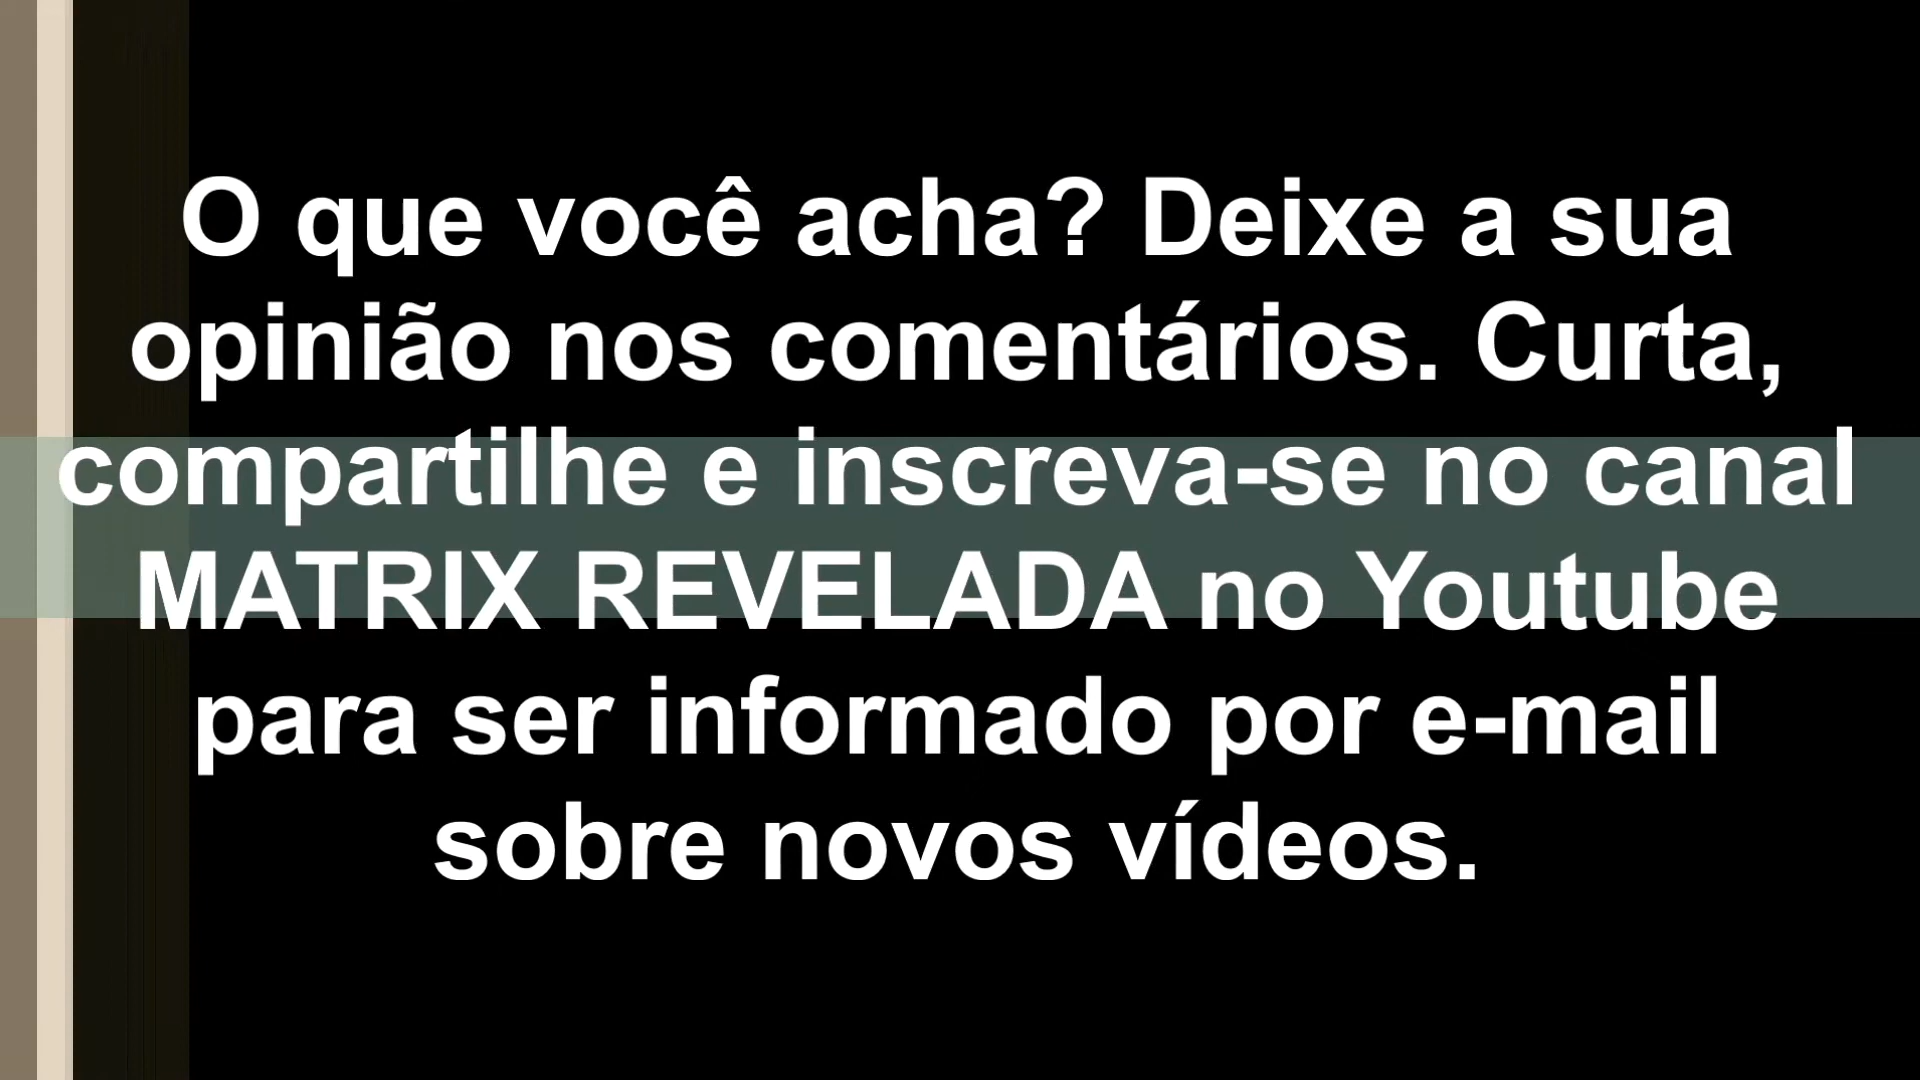 O que você acha? Deixe a sua
opinião nos comentários. Curta,
compartilhe e inscreva-se no canal
MATRIX REVELADA no Youtube
para ser informado por e-mail
sobre novos vídeos.